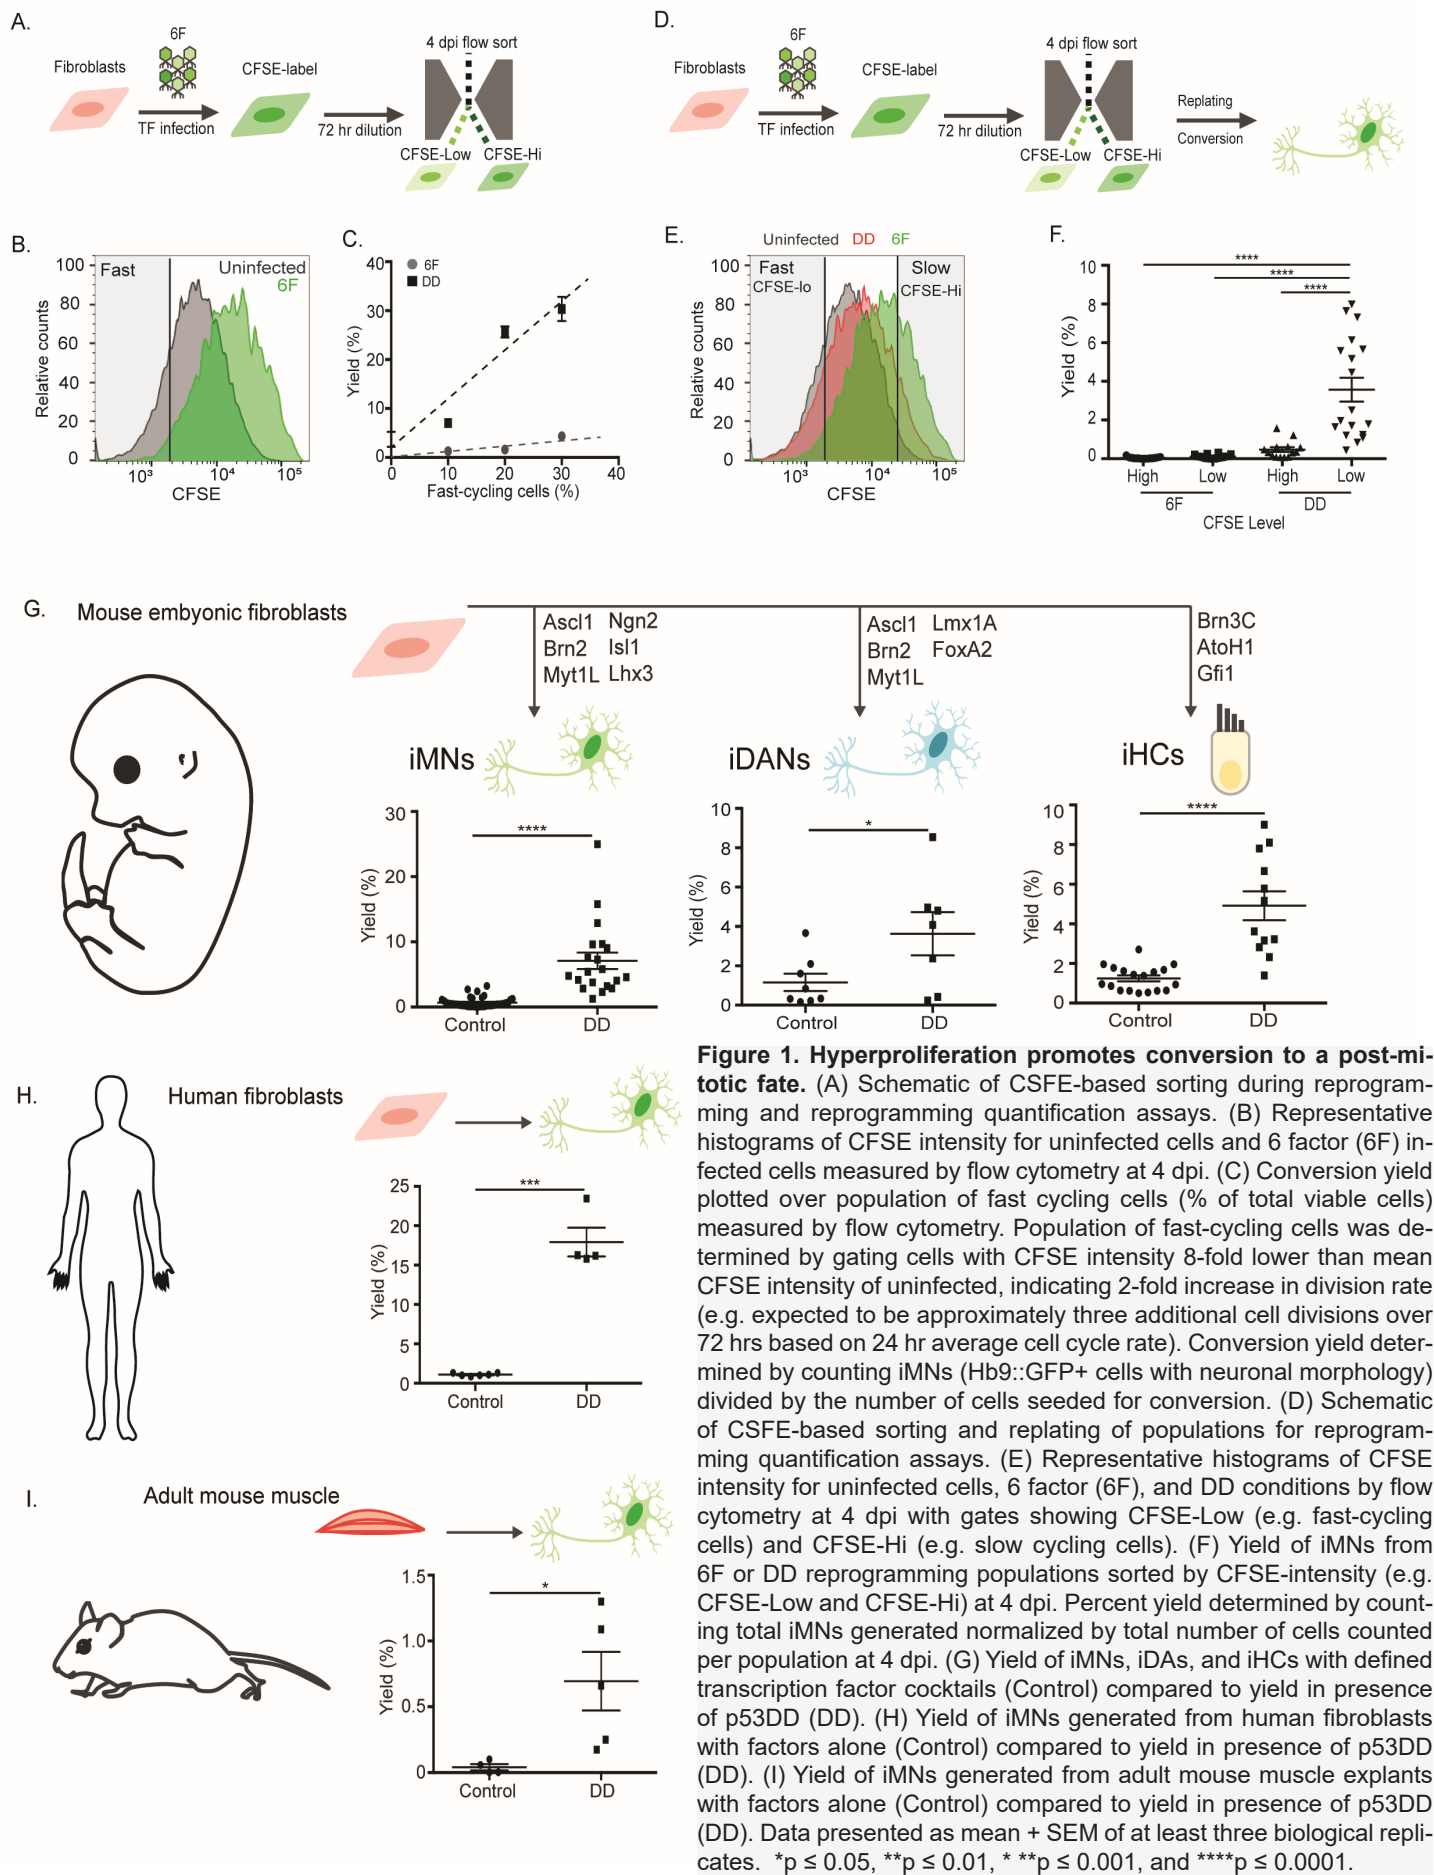 A.
6F
Fibroblasts
CFSE-label
TF infection
72 hr dilution
4 dpi flow sort
CFSE-Low
CFSE-Hi
D.
6F
Fibroblasts
CFSE-label
TF infection
72 hr dilution
4 dpi flow sort
CFSE-Low
CFSE-Hi
Replating
Conversion
B.
Fast
Uninfected
6F
Relative counts
100
80
60
40
20
0
10³
10⁴
10⁵
CFSE
C.
6F
DD
Yield (%)
40
30
20
10
0
0
10
20
30
40
Fast-cycling cells (%)
E.
Uninfected DD 6F
Fast
CFSE-lo
Slow
CFSE-Hi
Relative counts
100
80
60
40
20
0
10³
10⁴
10⁵
CFSE
F.
****
****
****
Yield (%)
10
8
6
4
2
0
High
Low
High
Low
6F
DD
CFSE Level
G.
Mouse embyonic fibroblasts
Ascl1 Ngn2
Brn2 Isl1
Myt1L Lhx3
Ascl1 Lmx1A
Brn2 FoxA2
Myt1L
Brn3C
AtoH1
Gfi1
iMNs
iDANs
iHCs
****
Yield (%)
30
20
10
0
Control
DD
*
Yield (%)
10
8
6
4
2
0
Control
DD
****
Yield (%)
10
8
6
4
2
0
Control
DD
H.
Human fibroblasts
***
Yield (%)
25
20
15
10
5
0
Control
DD
I.
Adult mouse muscle
*
Yield (%)
1.5
1.0
0.5
0
Control
DD
Figure 1. Hyperproliferation promotes conversion to a post-mi-
totic fate. (A) Schematic of CSFE-based sorting during reprogram-
ming and reprogramming quantification assays. (B) Representative
histograms of CFSE intensity for uninfected cells and 6 factor (6F) in-
fected cells measured by flow cytometry at 4 dpi. (C) Conversion yield
plotted over population of fast cycling cells (% of total viable cells)
measured by flow cytometry. Population of fast-cycling cells was de-
termined by gating cells with CFSE intensity 8-fold lower than mean
CFSE intensity of uninfected, indicating 2-fold increase in division rate
(e.g. expected to be approximately three additional cell divisions over
72 hrs based on 24 hr average cell cycle rate). Conversion yield deter-
mined by counting iMNs (Hb9::GFP+ cells with neuronal morphology)
divided by the number of cells seeded for conversion. (D) Schematic
of CSFE-based sorting and replating of populations for reprogram-
ming quantification assays. (E) Representative histograms of CFSE
intensity for uninfected cells, 6 factor (6F), and DD conditions by flow
cytometry at 4 dpi with gates showing CFSE-Low (e.g. fast-cycling
cells) and CFSE-Hi (e.g. slow cycling cells). (F) Yield of iMNs from
6F or DD reprogramming populations sorted by CFSE-intensity (e.g.
CFSE-Low and CFSE-Hi) at 4 dpi. Percent yield determined by count-
ing total iMNs generated normalized by total number of cells counted
per population at 4 dpi. (G) Yield of iMNs, iDAs, and iHCs with defined
transcription factor cocktails (Control) compared to yield in presence
of p53DD (DD). (H) Yield of iMNs generated from human fibroblasts
with factors alone (Control) compared to yield in presence of p53DD
(DD). (I) Yield of iMNs generated from adult mouse muscle explants
with factors alone (Control) compared to yield in presence of p53DD
(DD). Data presented as mean + SEM of at least three biological repli-
cates. *p ≤ 0.05, **p ≤ 0.01, * **p ≤ 0.001, and ****p ≤ 0.0001.